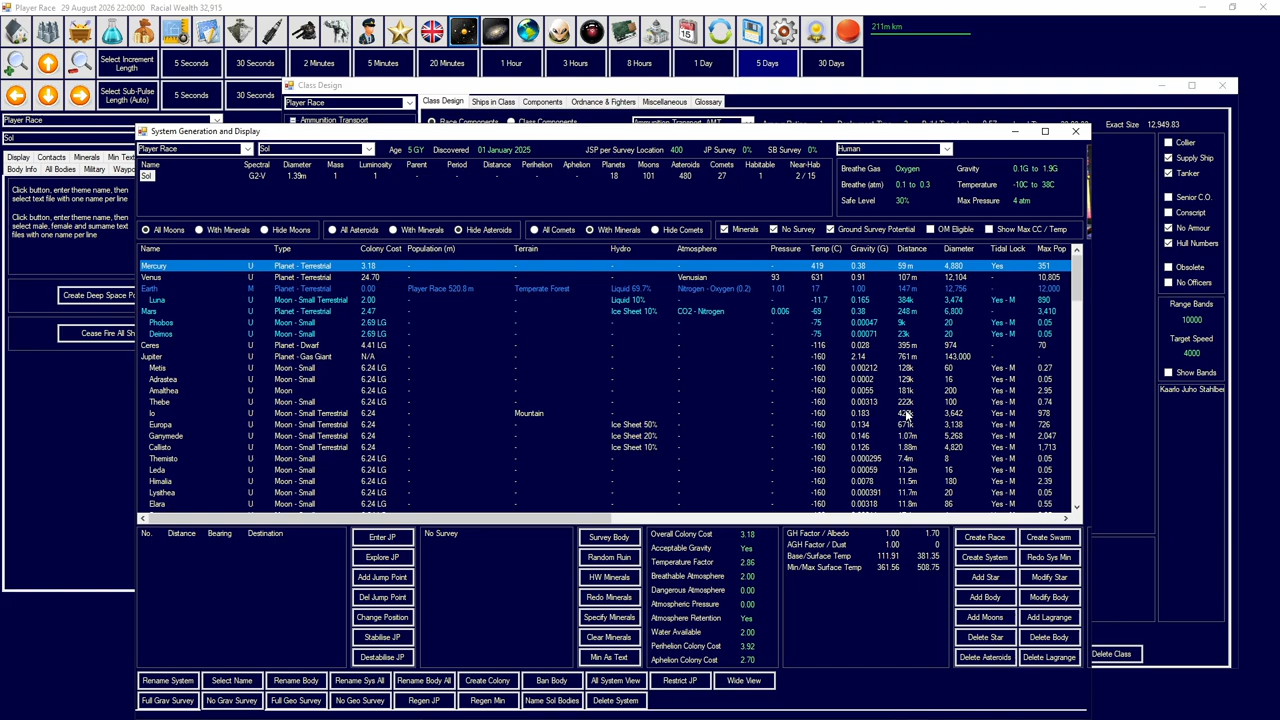 Player Race 29 August 2026 22:00:00 Racial Wealth 32,915
211m km
Select Increment Length
5 Seconds
30 Seconds
2 Minutes
5 Minutes
20 Minutes
1 Hour
3 Hours
8 Hours
1 Day
5 Days
30 Days
Select Sub-Pulse Length (Auto)
5 Seconds
30 Seconds
Class Design
Player Race
Class Design Ships in Class Components Ordnance & Fighters Miscellaneous Glossary
Ammunition Transport
Race Components Class Components
Exact Size 12,949.83
Player Race
Sol
Display Contacts Minerals Min Text
Body Info All Bodies Military
Click button, enter theme name, then select text file with one name per line
Click button, enter theme name, then select male, female and surname text files with one name per line
Create Deep Space Po
Cease Fire All Sh
System Generation and Display
Player Race Sol Age 5 GY Discovered 01 January 2025 JSP per Survey Location 400 JP Survey 0% SB Survey 0% Human
Name Spectral Diameter Mass Luminosity Parent Period Distance Perihelion Aphelion Planets Moons Asteroids Comets Habitable Near-Hab
Sol G2-V 1.39m 1 1 - - - - - 18 101 480 27 1 2 / 15
Breathe Gas Oxygen Gravity 0.1G to 1.9G
Breathe (atm) 0.1 to 0.3 Temperature -10C to 38C
Safe Level 30% Max Pressure 4 atm
All Moons With Minerals Hide Moons All Asteroids With Minerals Hide Asteroids All Comets With Minerals Hide Comets Minerals No Survey Ground Survey Potential OM Eligible Show Max CC / Temp
Name Type Colony Cost Population (m) Terrain Hydro Atmosphere Pressure Temp (C) Gravity (G) Distance Diameter Tidal Lock Max Pop
Mercury U Planet - Terrestrial 3.18 - - - - - 419 0.38 59 m 4,880 Yes 351
Venus U Planet - Terrestrial 24.70 - - - Venusian 93 631 0.91 107 m 12,104 - 10,805
Earth M Planet - Terrestrial 0.00 Player Race 520.8 m Temperate Forest Liquid 69.7% Nitrogen - Oxygen (0.2) 1.01 17 1.00 147 m 12,756 - 12,000
Luna U Moon - Small Terrestrial 2.00 - - Liquid 10% - - -11.7 0.165 384k 3,474 Yes - M 890
Mars U Planet - Terrestrial 2.47 - - Ice Sheet 10% CO2 - Nitrogen 0.006 -69 0.38 248 m 6,800 - 3,410
Phobos U Moon - Small 2.69 LG - - - - - -75 0.00047 9k 20 Yes - M 0.05
Deimos U Moon - Small 2.69 LG - - - - - -75 0.00071 23k 20 Yes - M 0.05
Ceres U Planet - Dwarf 4.41 LG - - - - - -116 0.028 395 m 974 - 70
Jupiter U Planet - Gas Giant N/A - - - - - -160 2.14 761 m 143,000 - -
Metis U Moon - Small 6.24 LG - - - - - -160 0.00212 128k 60 Yes - M 0.27
Adrastea U Moon - Small 6.24 LG - - - - - -160 0.0002 129k 16 Yes - M 0.05
Amalthea U Moon 6.24 LG - - - - - -160 0.0055 181k 200 Yes - M 2.95
Thebe U Moon - Small 6.24 LG - - - - - -160 0.00313 222k 100 Yes - M 0.74
Io U Moon - Small Terrestrial 6.24 - Mountain - - - -160 0.183 3,642 Yes - M 978
Europa U Moon - Small Terrestrial 6.24 - - Ice Sheet 50% - - -160 0.134 671k 3,138 Yes - M 726
Ganymede U Moon - Small Terrestrial 6.24 - - Ice Sheet 20% - - -160 0.146 1.07m 5,268 Yes - M 2,047
Callisto U Moon - Small Terrestrial 6.24 - - Ice Sheet 10% - - -160 0.126 1.88m 4,820 Yes - M 1,713
Themisto U Moon - Small 6.24 LG - - - - - -160 0.000295 7.4m 8 Yes - M 0.05
Leda U Moon - Small 6.24 LG - - - - - -160 0.00059 11.2m 16 Yes - M 0.05
Himalia U Moon - Small 6.24 LG - - - - - -160 0.0078 11.5m 180 Yes - M 2.39
Lysithea U Moon - Small 6.24 LG - - - - - -160 0.000391 11.7m 20 Yes - M 0.05
Elara U Moon - Small 6.24 LG - - - - - -160 0.00318 11.8m 86 Yes - M 0.55
No. Distance Bearing Destination
Enter JP
Explore JP
Add Jump Point
Del Jump Point
Change Position
Stabilise JP
Destabilise JP
No Survey
Survey Body
Random Ruin
HW Minerals
Redo Minerals
Specify Minerals
Clear Minerals
Min As Text
Overall Colony Cost 3.18
Acceptable Gravity Yes
Temperature Factor 2.86
Breathable Atmosphere 2.00
Dangerous Atmosphere 0.00
Atmospheric Pressure 0.00
Atmosphere Retention Yes
Water Available 2.00
Perihelion Colony Cost 3.92
Aphelion Colony Cost 2.70
GH Factor / Albedo 1.00 1.70
AGH Factor / Dust 1.00 0
Base/Surface Temp 111.91 381.35
Min/Max Surface Temp 361.56 508.75
Create Race Create Swarm
Create System Redo Sys Min
Add Star Modify Star
Add Body Modify Body
Add Moons Add Lagrange
Delete Star Delete Body
Delete Asteroids Delete Lagrange
Rename System Select Name Rename Body Rename Sys All Rename Body All Create Colony Ban Body All System View Restrict JP Wide View
Full Grav Survey No Grav Survey Full Geo Survey No Geo Survey Regen JP Regen Min Name Sol Bodies Delete System
Collier
Supply Ship
Tanker
Senior C.O.
Conscript
No Armour
Hull Numbers
Obsolete
No Officers
Range Bands
10000
Target Speed
4000
Show Bands
Kaarlo Juho Stahlber
Delete Class